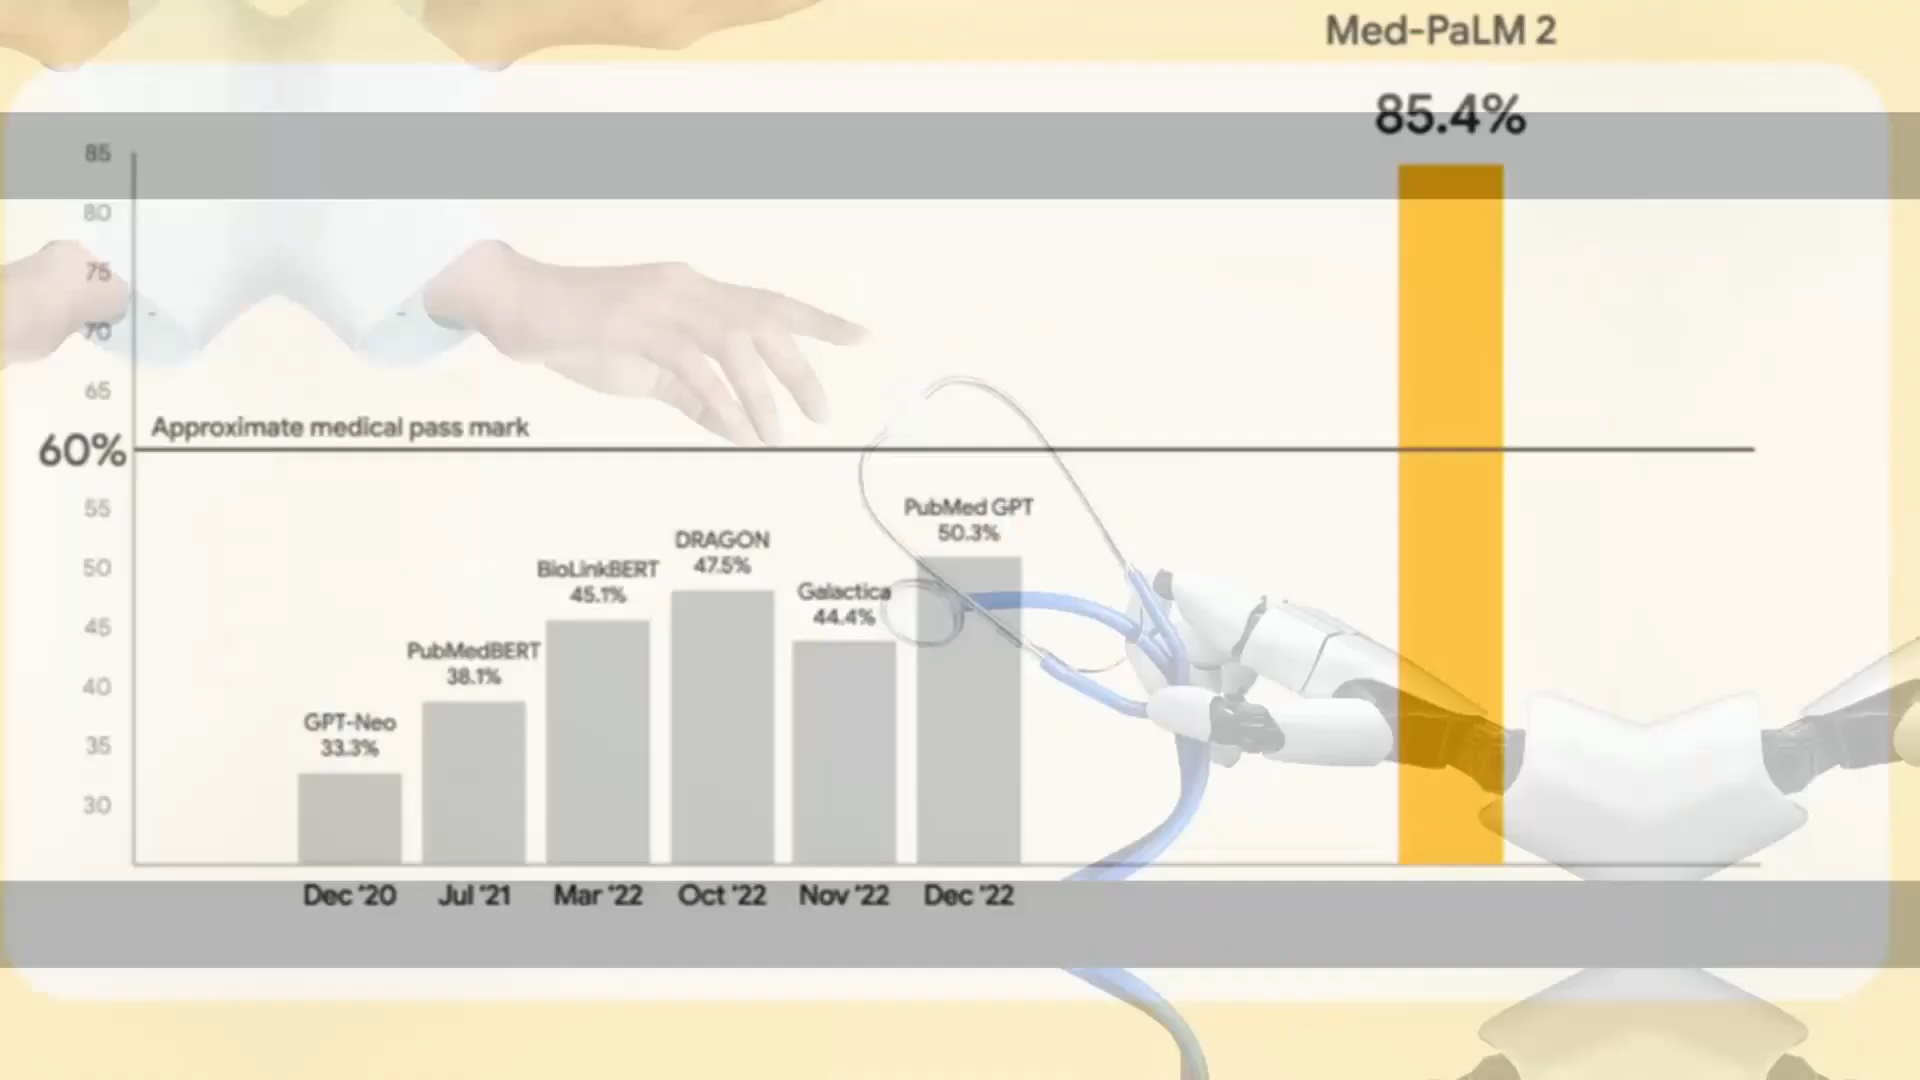 Med-PaLM 2
85.4%
85
80
75
70
65
Approximate medical pass mark
60%
55
50
45
40
35
30
PubMed GPT
50.3%
DRAGON
47.5%
BioLinkBERT
45.1%
Galactica
44.4%
PubMedBERT
38.1%
GPT-Neo
33.3%
Dec '20 Jul '21 Mar '22 Oct '22 Nov '22 Dec '22